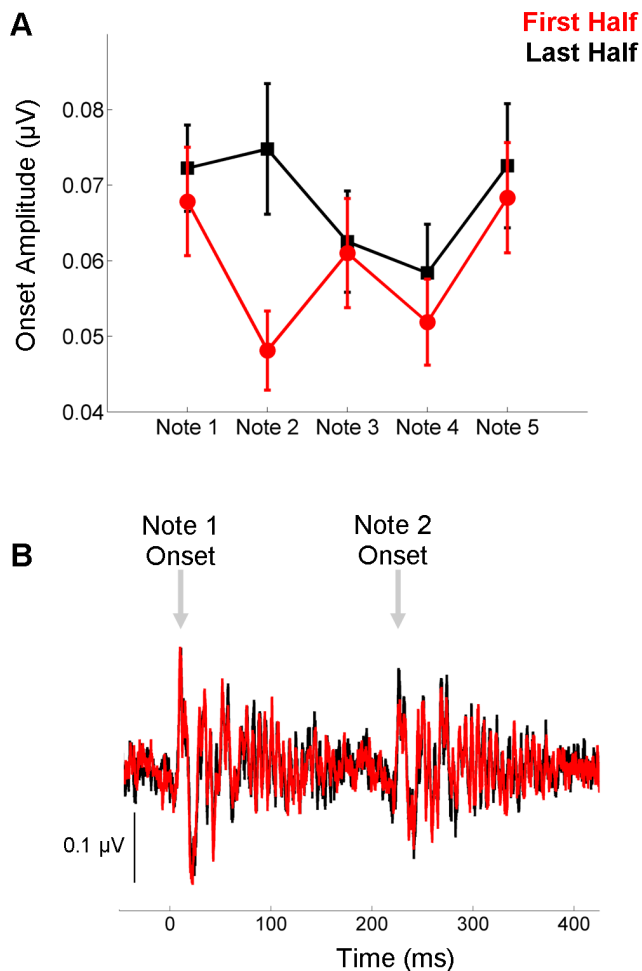 A
First Half
Last Half
Onset Amplitude (µV)
0.08
0.07
0.06
0.05
0.04
Note 1
Note 2
Note 3
Note 4
Note 5
B
Note 1
Onset
Note 2
Onset
0.1 µV
0
100
200
300
400
Time (ms)